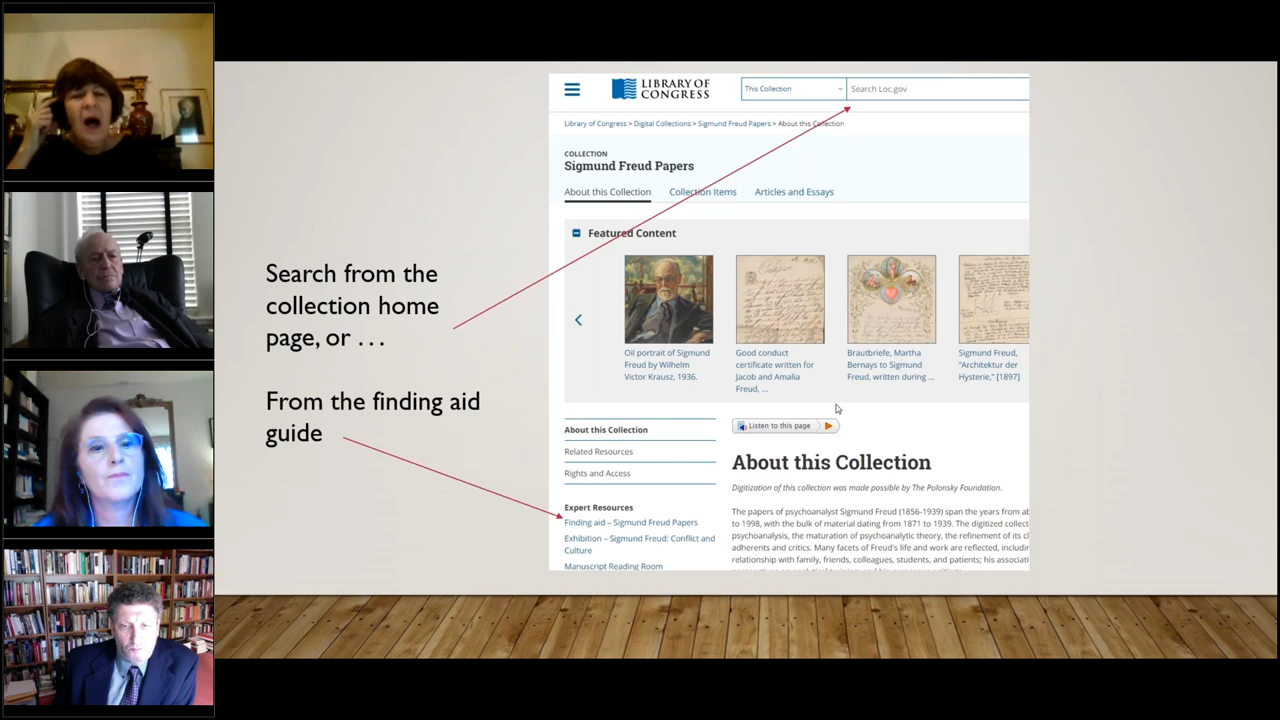 Search from the
collection home
page, or . . .
From the finding aid
guide
LIBRARY OF
CONGRESS
This Collection
Search Loc.gov
Library of Congress > Digital Collections > Sigmund Freud Papers > About this Collection
COLLECTION
Sigmund Freud Papers
About this Collection
Collection Items
Articles and Essays
Featured Content
Oil portrait of Sigmund
Freud by Wilhelm
Victor Krausz, 1936.
Good conduct
certificate written for
Jacob and Amalia
Freud, ...
Brautbriefe, Martha
Bernays to Sigmund
Freud, written during ...
Sigmund Freud,
"Architektur der
Hysterie," [1897]
Listen to this page
About this Collection
Related Resources
Rights and Access
Expert Resources
Finding aid – Sigmund Freud Papers
Exhibition – Sigmund Freud: Conflict and
Culture
Manuscript Reading Room
About this Collection
Digitization of this collection was made possible by The Polonsky Foundation.
The papers of psychoanalyst Sigmund Freud (1856-1939) span the years from ab
to 1998, with the bulk of material dating from 1871 to 1939. The digitized collect
psychoanalysis, the maturation of psychoanalytic theory, the refinement of its cl
adherents and critics. Many facets of Freud's life and work are reflected, includin
relationship with family, friends, colleagues, students, and patients; his associati